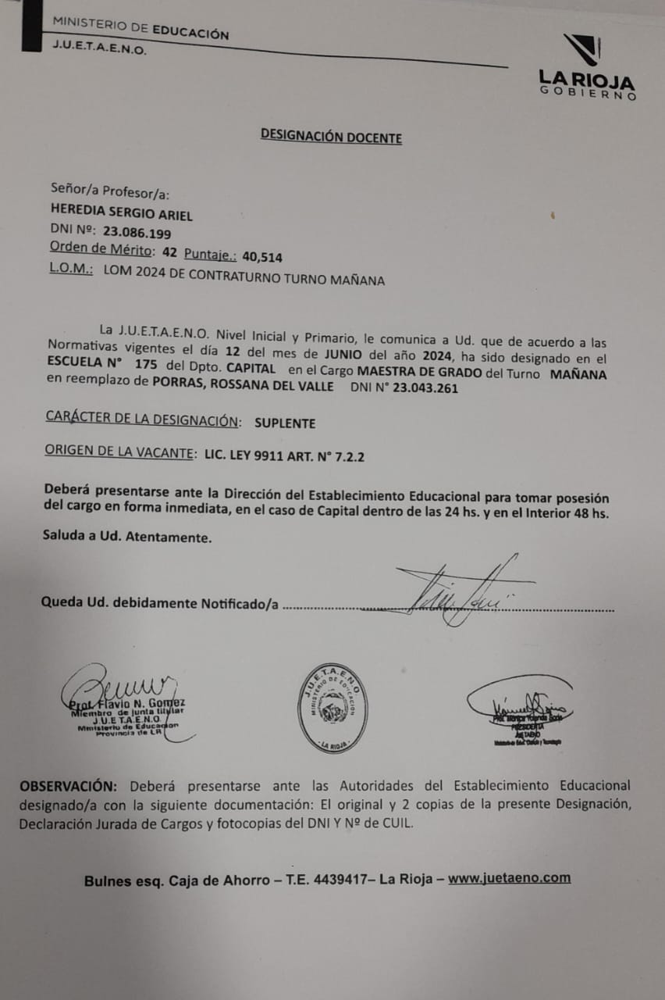 MINISTERIO DE EDUCACIÓN
J.U.E.T.A.E.N.O.
LA RIOJA
GOBIERNO
DESIGNACIÓN DOCENTE
Señor/a Profesor/a:
HEREDIA SERGIO ARIEL
DNI Nº: 23.086.199
Orden de Mérito: 42 Puntaje.: 40,514
L.O.M.: LOM 2024 DE CONTRATURNO TURNO MAÑANA
La J.U.E.T.A.E.N.O. Nivel Inicial y Primario, le comunica a Ud. que de acuerdo a las
Normativas vigentes el día 12 del mes de JUNIO del año 2024, ha sido designado en el
ESCUELA N° 175 del Dpto. CAPITAL en el Cargo MAESTRA DE GRADO del Turno MAÑANA
en reemplazo de PORRAS, ROSSANA DEL VALLE DNI N° 23.043.261
CARÁCTER DE LA DESIGNACIÓN: SUPLENTE
ORIGEN DE LA VACANTE: LIC. LEY 9911 ART. N° 7.2.2
Deberá presentarse ante la Dirección del Establecimiento Educacional para tomar posesión
del cargo en forma inmediata, en el caso de Capital dentro de las 24 hs. y en el Interior 48 hs.
Saluda a Ud. Atentamente.
Queda Ud. debidamente Notificado/a
Prof. Flavio N. Gomez
Miembro de Junta titular
J.U.E.T.A.E.N.O.
Ministerio de Educación
Provincia de LR
J.U.E.T.A.E.N.O.
MINISTERIO DE EDUCACION
- LA RIOJA -
PRESIDENTA
JUETAENO
OBSERVACIÓN: Deberá presentarse ante las Autoridades del Establecimiento Educacional
designado/a con la siguiente documentación: El original y 2 copias de la presente Designación,
Declaración Jurada de Cargos y fotocopias del DNI Y Nº de CUIL.
Bulnes esq. Caja de Ahorro – T.E. 4439417– La Rioja – www.juetaeno.com